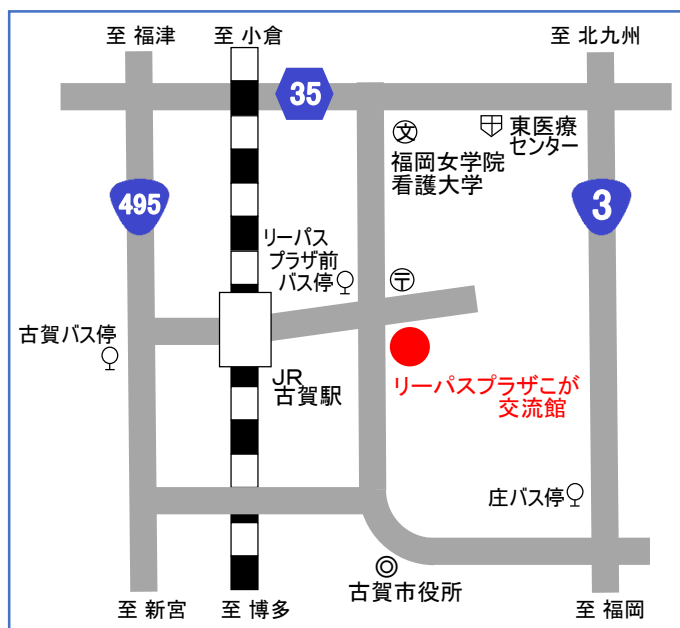 至 福津
至 小倉
至 北九州
35
文
福岡女学院
看護大学
東医療
センター
495
3
リーパス
プラザ前
バス停
〒
古賀バス停
JR
古賀駅
リーパスプラザこが
交流館
庄バス停
古賀市役所
至 新宮
至 博多
至 福岡